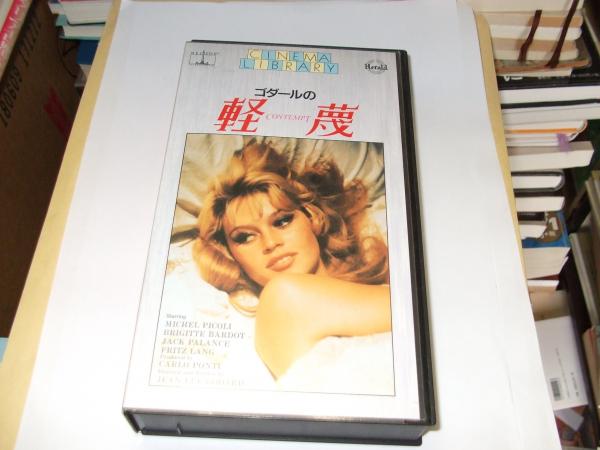 CINEMA
LIBRARY
Herald
ゴダールの
軽蔑
CONTEMPT
Starring
MICHEL PICOLI
BRIGITTE BARDOT
JACK PALANCE
FRITZ LANG
Produced by
CARLO PONTI
JEAN-LUC GODARD